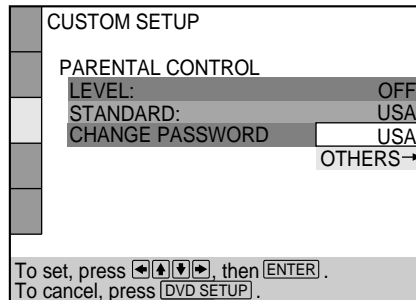 CUSTOM SETUP
PARENTAL CONTROL
LEVEL: OFF
STANDARD: USA
CHANGE PASSWORD USA
OTHERS→
To set, press ←↑↓→, then ENTER.
To cancel, press DVD SETUP.